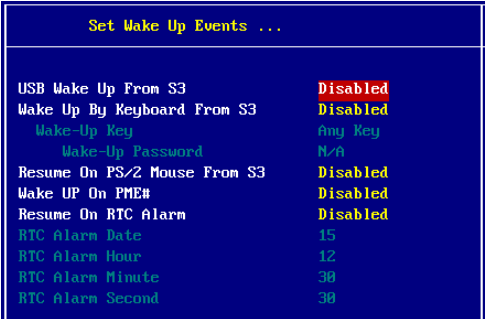 Set Wake Up Events ...
USB Wake Up From S3 Disabled
Wake Up By Keyboard From S3 Disabled
Wake-Up Key Any Key
Wake-Up Password N/A
Resume On PS/2 Mouse From S3 Disabled
Wake UP On PME# Disabled
Resume On RTC Alarm Disabled
RTC Alarm Date 15
RTC Alarm Hour 12
RTC Alarm Minute 30
RTC Alarm Second 30